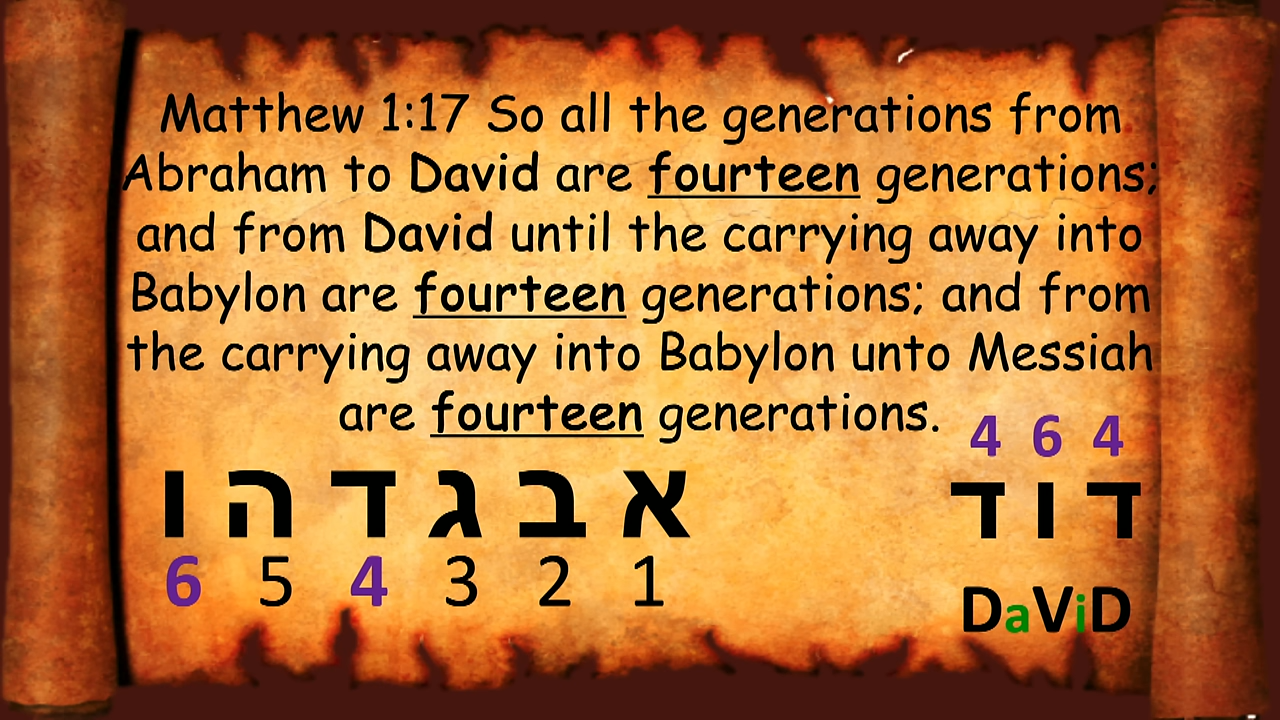 Matthew 1:17 So all the generations from
Abraham to David are fourteen generations;
and from David until the carrying away into
Babylon are fourteen generations; and from
the carrying away into Babylon unto Messiah
are fourteen generations.
4 6 4
א ב ג ד ה ו
דוד
6 5 4 3 2 1
DaViD